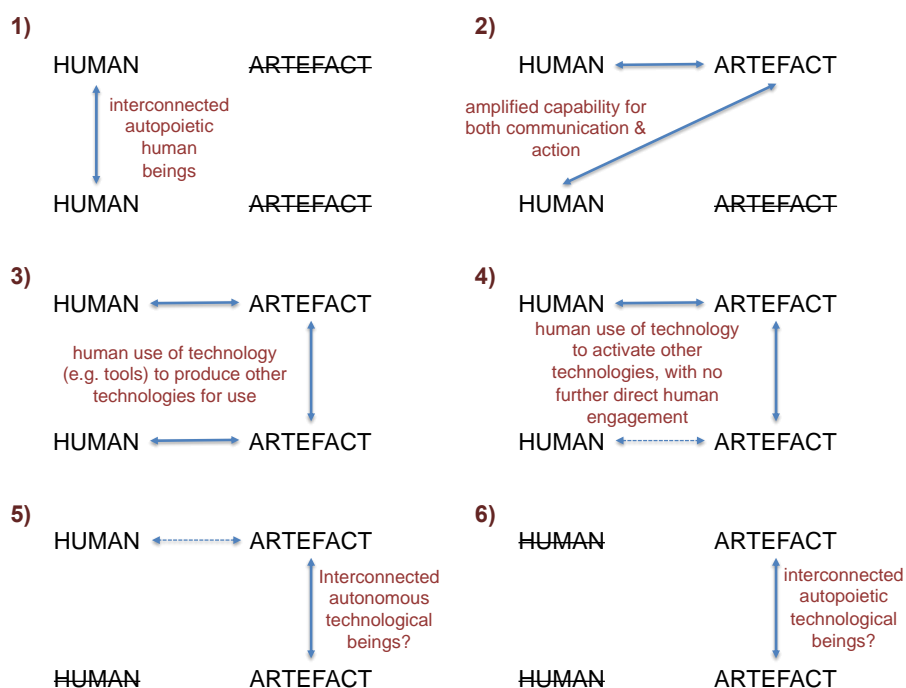 1)
HUMAN ARTEFACT
interconnected
autopoietic
human
beings
HUMAN ARTEFACT
2)
HUMAN ARTEFACT
amplified capability for
both communication &
action
HUMAN ARTEFACT
3)
HUMAN ARTEFACT
human use of technology
(e.g. tools) to produce other
technologies for use
HUMAN ARTEFACT
4)
HUMAN ARTEFACT
human use of technology
to activate other
technologies, with no
further direct human
engagement
HUMAN ARTEFACT
5)
HUMAN ARTEFACT
Interconnected
autonomous
technological
beings?
HUMAN ARTEFACT
6)
HUMAN ARTEFACT
interconnected
autopoietic
technological
beings?
HUMAN ARTEFACT